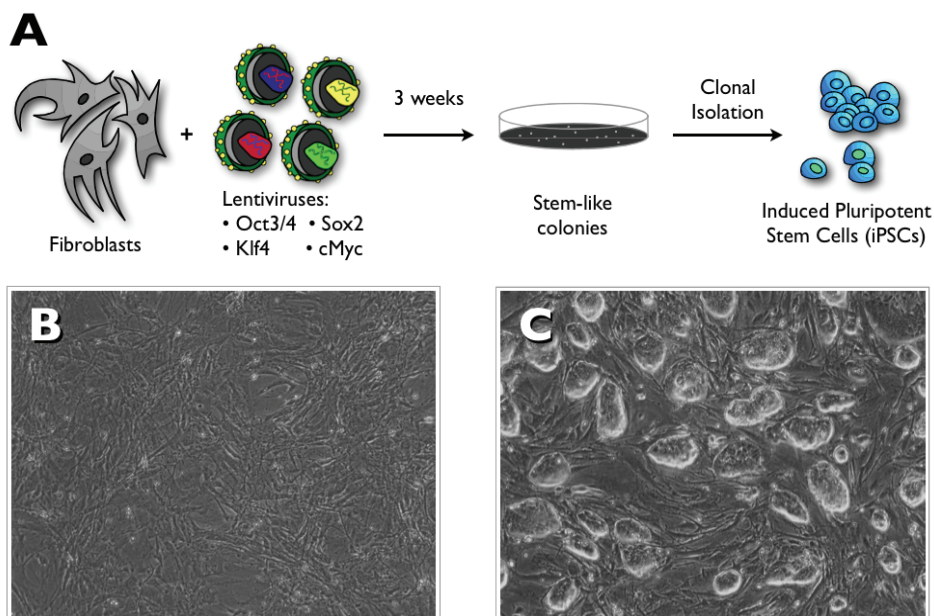 A
3 weeks
Clonal
Isolation
+
Lentiviruses:
• Oct3/4 • Sox2
• Klf4 • cMyc
Fibroblasts
Stem-like
colonies
Induced Pluripotent
Stem Cells (iPSCs)
B
C